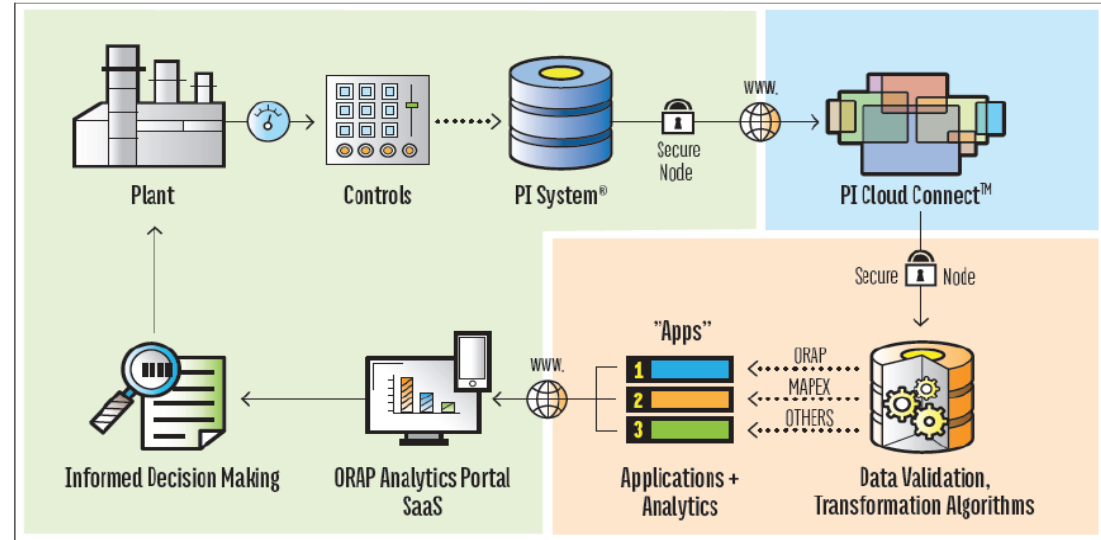 WWW.
Secure
Node
Plant
Controls
PI System®
PI Cloud Connect™
Secure
Node
"Apps"
1
2
3
ORAP
MAPEX
OTHERS
WWW.
Informed Decision Making
ORAP Analytics Portal
SaaS
Applications +
Analytics
Data Validation,
Transformation Algorithms